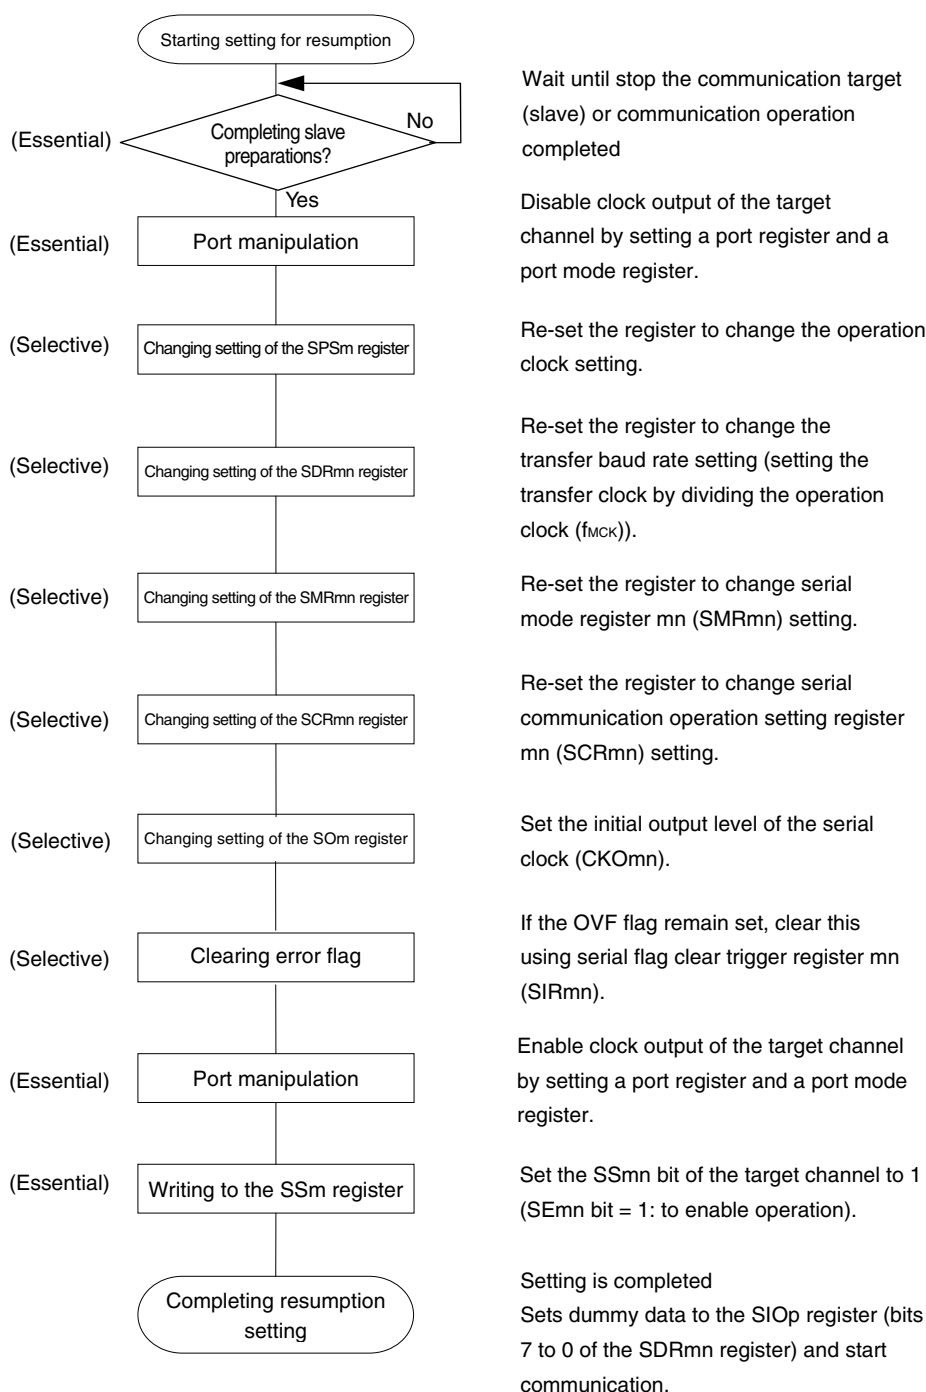 Starting setting for resumption
Wait until stop the communication target
(slave) or communication operation
completed
(Essential)
Completing slave
preparations?
No
Yes
Disable clock output of the target
channel by setting a port register and a
port mode register.
(Essential)
Port manipulation
(Selective)
Changing setting of the SPSm register
Re-set the register to change the operation
clock setting.
(Selective)
Changing setting of the SDRmn register
Re-set the register to change the
transfer baud rate setting (setting the
transfer clock by dividing the operation
clock (fMCK)).
(Selective)
Changing setting of the SMRmn register
Re-set the register to change serial
mode register mn (SMRmn) setting.
(Selective)
Changing setting of the SCRmn register
Re-set the register to change serial
communication operation setting register
mn (SCRmn) setting.
(Selective)
Changing setting of the SOm register
Set the initial output level of the serial
clock (CKOmn).
(Selective)
Clearing error flag
If the OVF flag remain set, clear this
using serial flag clear trigger register mn
(SIRmn).
(Essential)
Port manipulation
Enable clock output of the target channel
by setting a port register and a port mode
register.
(Essential)
Writing to the SSm register
Set the SSmn bit of the target channel to 1
(SEmn bit = 1: to enable operation).
Completing resumption
setting
Setting is completed
Sets dummy data to the SIOp register (bits
7 to 0 of the SDRmn register) and start
communication.